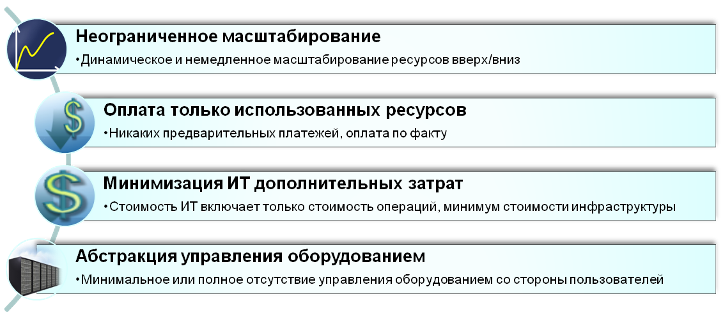 Неограниченное масштабирование
•Динамическое и немедленное масштабирование ресурсов вверх/вниз
Оплата только использованных ресурсов
•Никаких предварительных платежей, оплата по факту
Минимизация ИТ дополнительных затрат
•Стоимость ИТ включает только стоимость операций, минимум стоимости инфраструктуры
Абстракция управления оборудованием
•Минимальное или полное отсутствие управления оборудованием со стороны пользователей